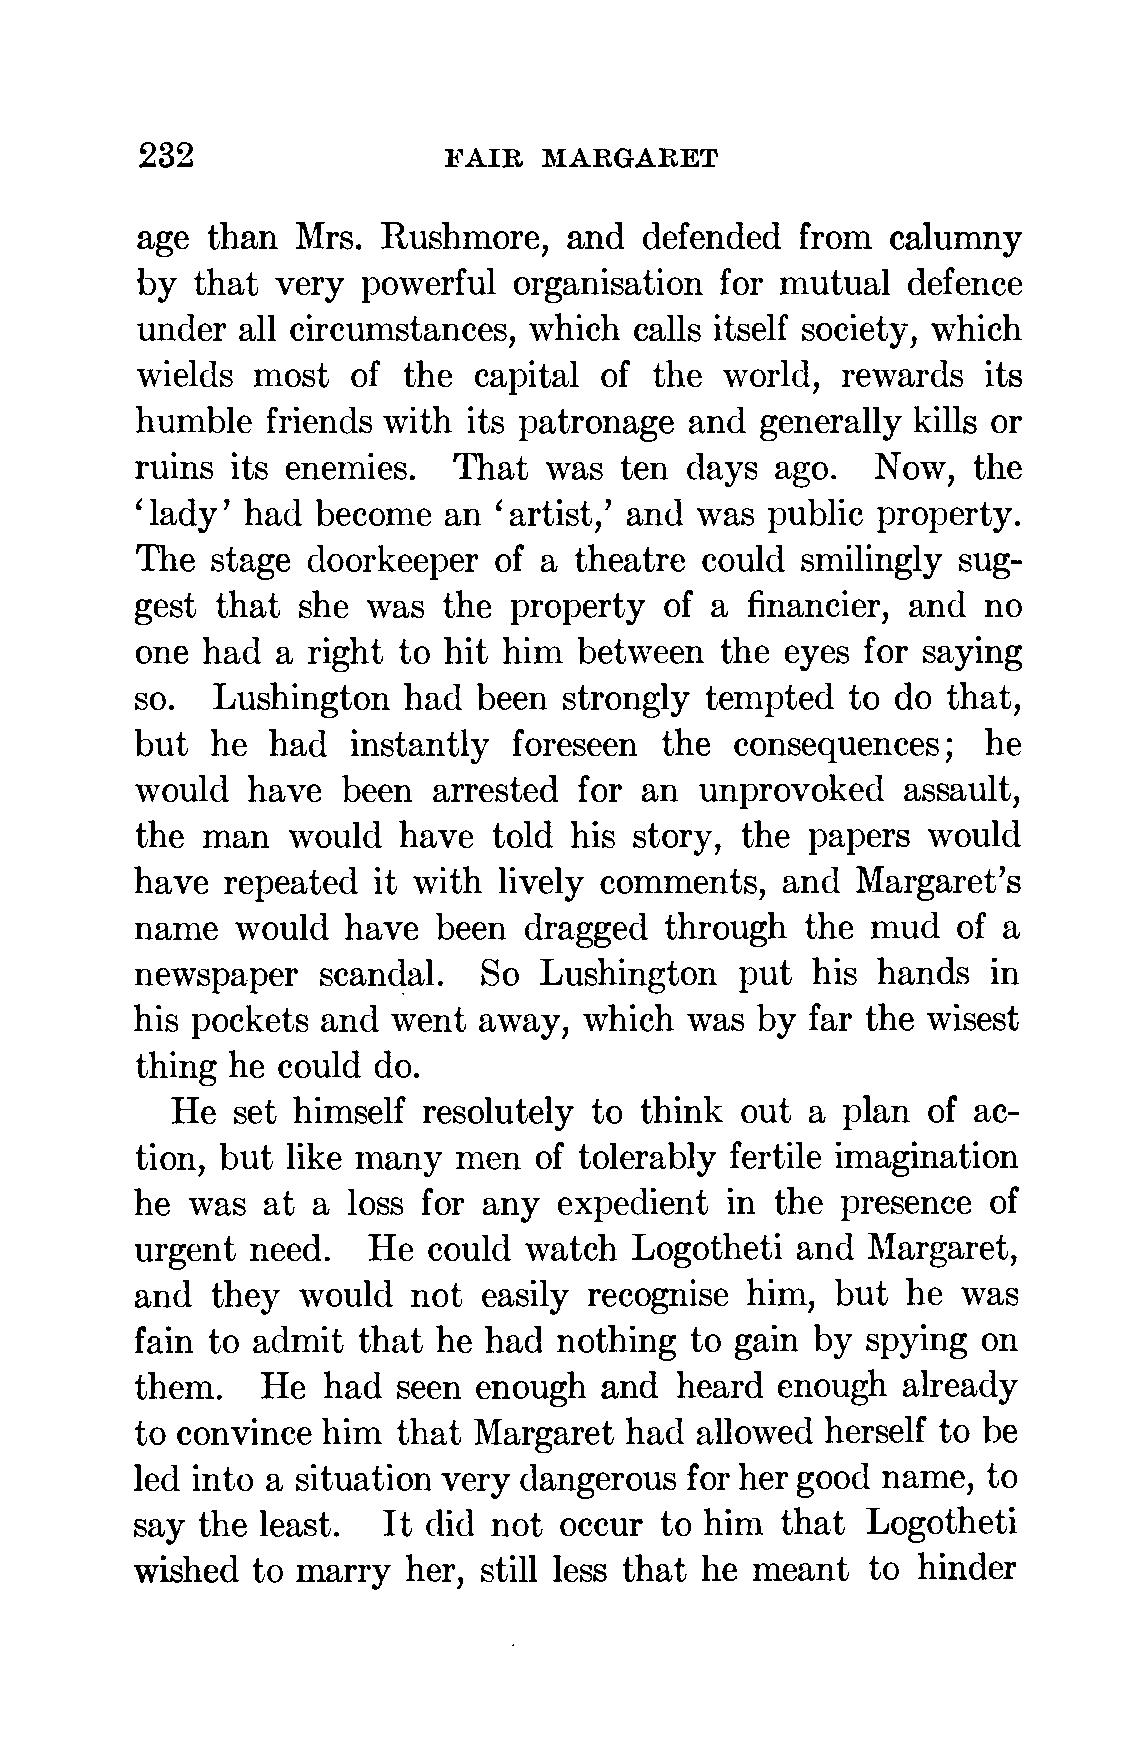 232 FAIR MARGARET
age than Mrs. Rushmore, and defended from calumny
by that very powerful organisation for mutual defence
under all circumstances, which calls itself society, which
wields most of the capital of the world, rewards its
humble friends with its patronage and generally kills or
ruins its enemies. That was ten days ago. Now, the
‘lady’ had become an ‘artist,’ and was public property.
The stage doorkeeper of a theatre could smilingly sug-
gest that she was the property of a financier, and no
one had a right to hit him between the eyes for saying
so. Lushington had been strongly tempted to do that,
but he had instantly foreseen the consequences; he
would have been arrested for an unprovoked assault,
the man would have told his story, the papers would
have repeated it with lively comments, and Margaret’s
name would have been dragged through the mud of a
newspaper scandal. So Lushington put his hands in
his pockets and went away, which was by far the wisest
thing he could do.
He set himself resolutely to think out a plan of ac-
tion, but like many men of tolerably fertile imagination
he was at a loss for any expedient in the presence of
urgent need. He could watch Logotheti and Margaret,
and they would not easily recognise him, but he was
fain to admit that he had nothing to gain by spying on
them. He had seen enough and heard enough already
to convince him that Margaret had allowed herself to be
led into a situation very dangerous for her good name, to
say the least. It did not occur to him that Logotheti
wished to marry her, still less that he meant to hinder